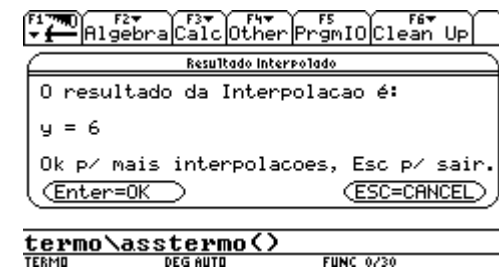 F1 F2 Algebra F3 Calc F4 Other F5 PrgmIO F6 Clean Up
Resultado Interpolado
O resultado da Interpolacao é:
y = 6
Ok p/ mais interpolacoes, Esc p/ sair.
Enter=OK ESC=CANCEL
termo\asstermo()
TERMO DEG AUTO FUNC 0/30